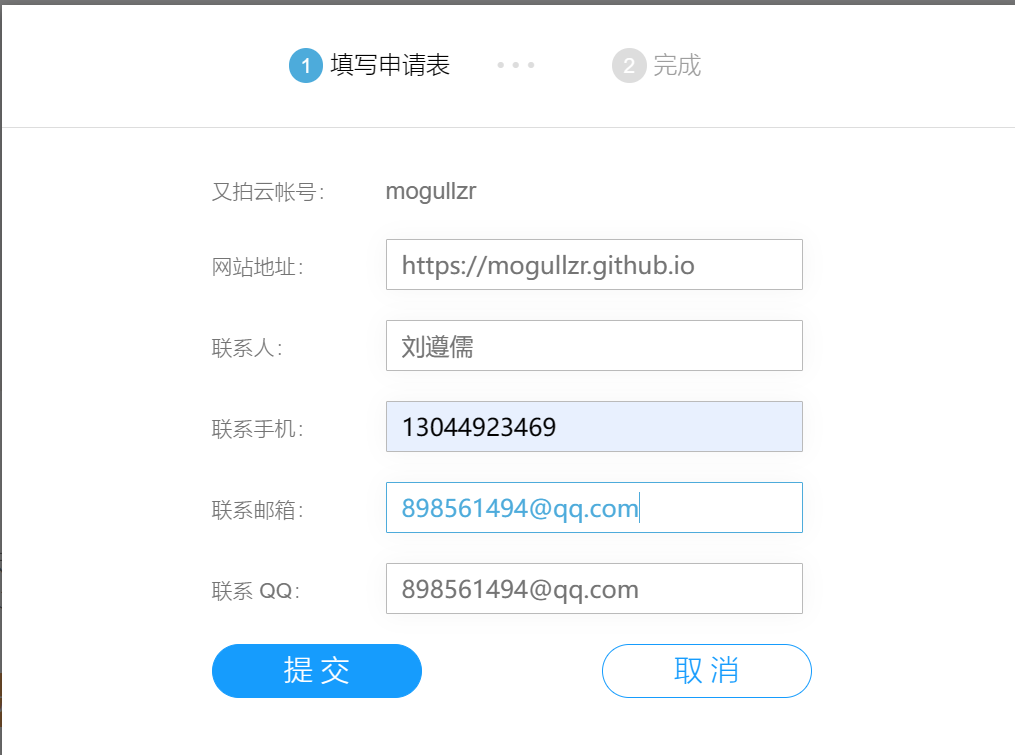 1 填写申请表 ••• 2 完成
又拍云帐号： mogullzr
网站地址： https://mogullzr.github.io
联系人： 刘遵儒
联系手机： 13044923469
联系邮箱： 898561494@qq.com
联系 QQ： 898561494@qq.com
提交 取消